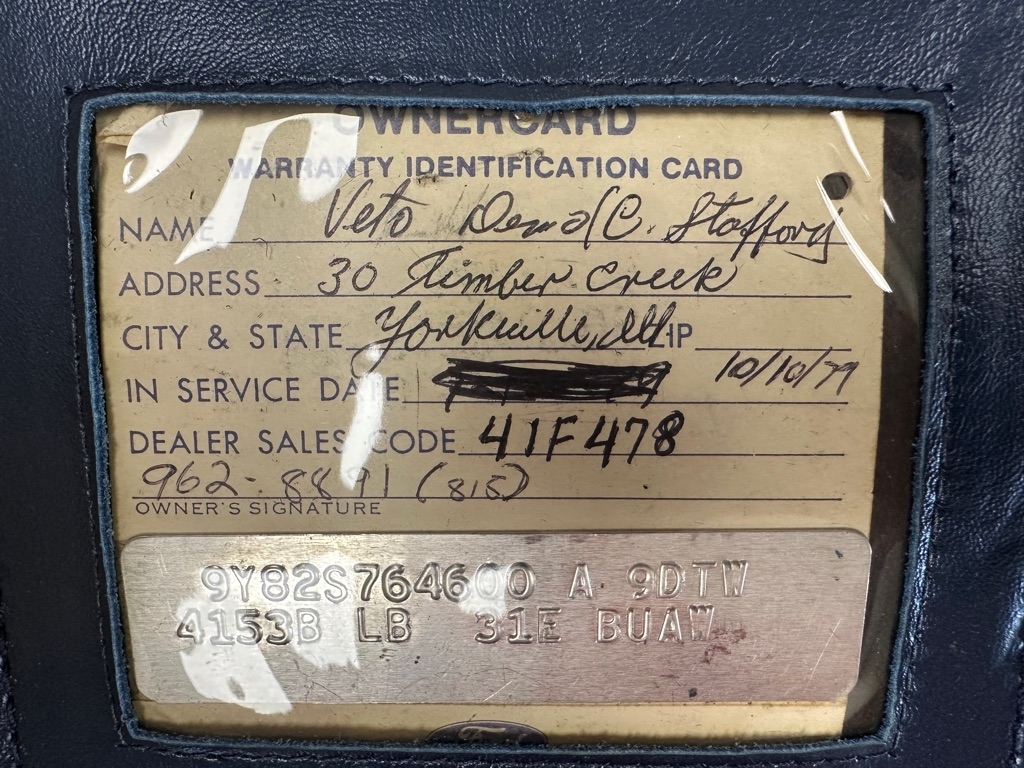 OWNERCARD
WARRANTY IDENTIFICATION CARD
NAME Veto C. Stafford
ADDRESS 30 Timber Creek
CITY & STATE Yorkville, Ill ZIP
IN SERVICE DATE 10/10/79
DEALER SALES CODE 41F478
962-8891 (815)
OWNER'S SIGNATURE
9Y82S764600 A 9DTW
4153B LB 31E BUAW
Ford